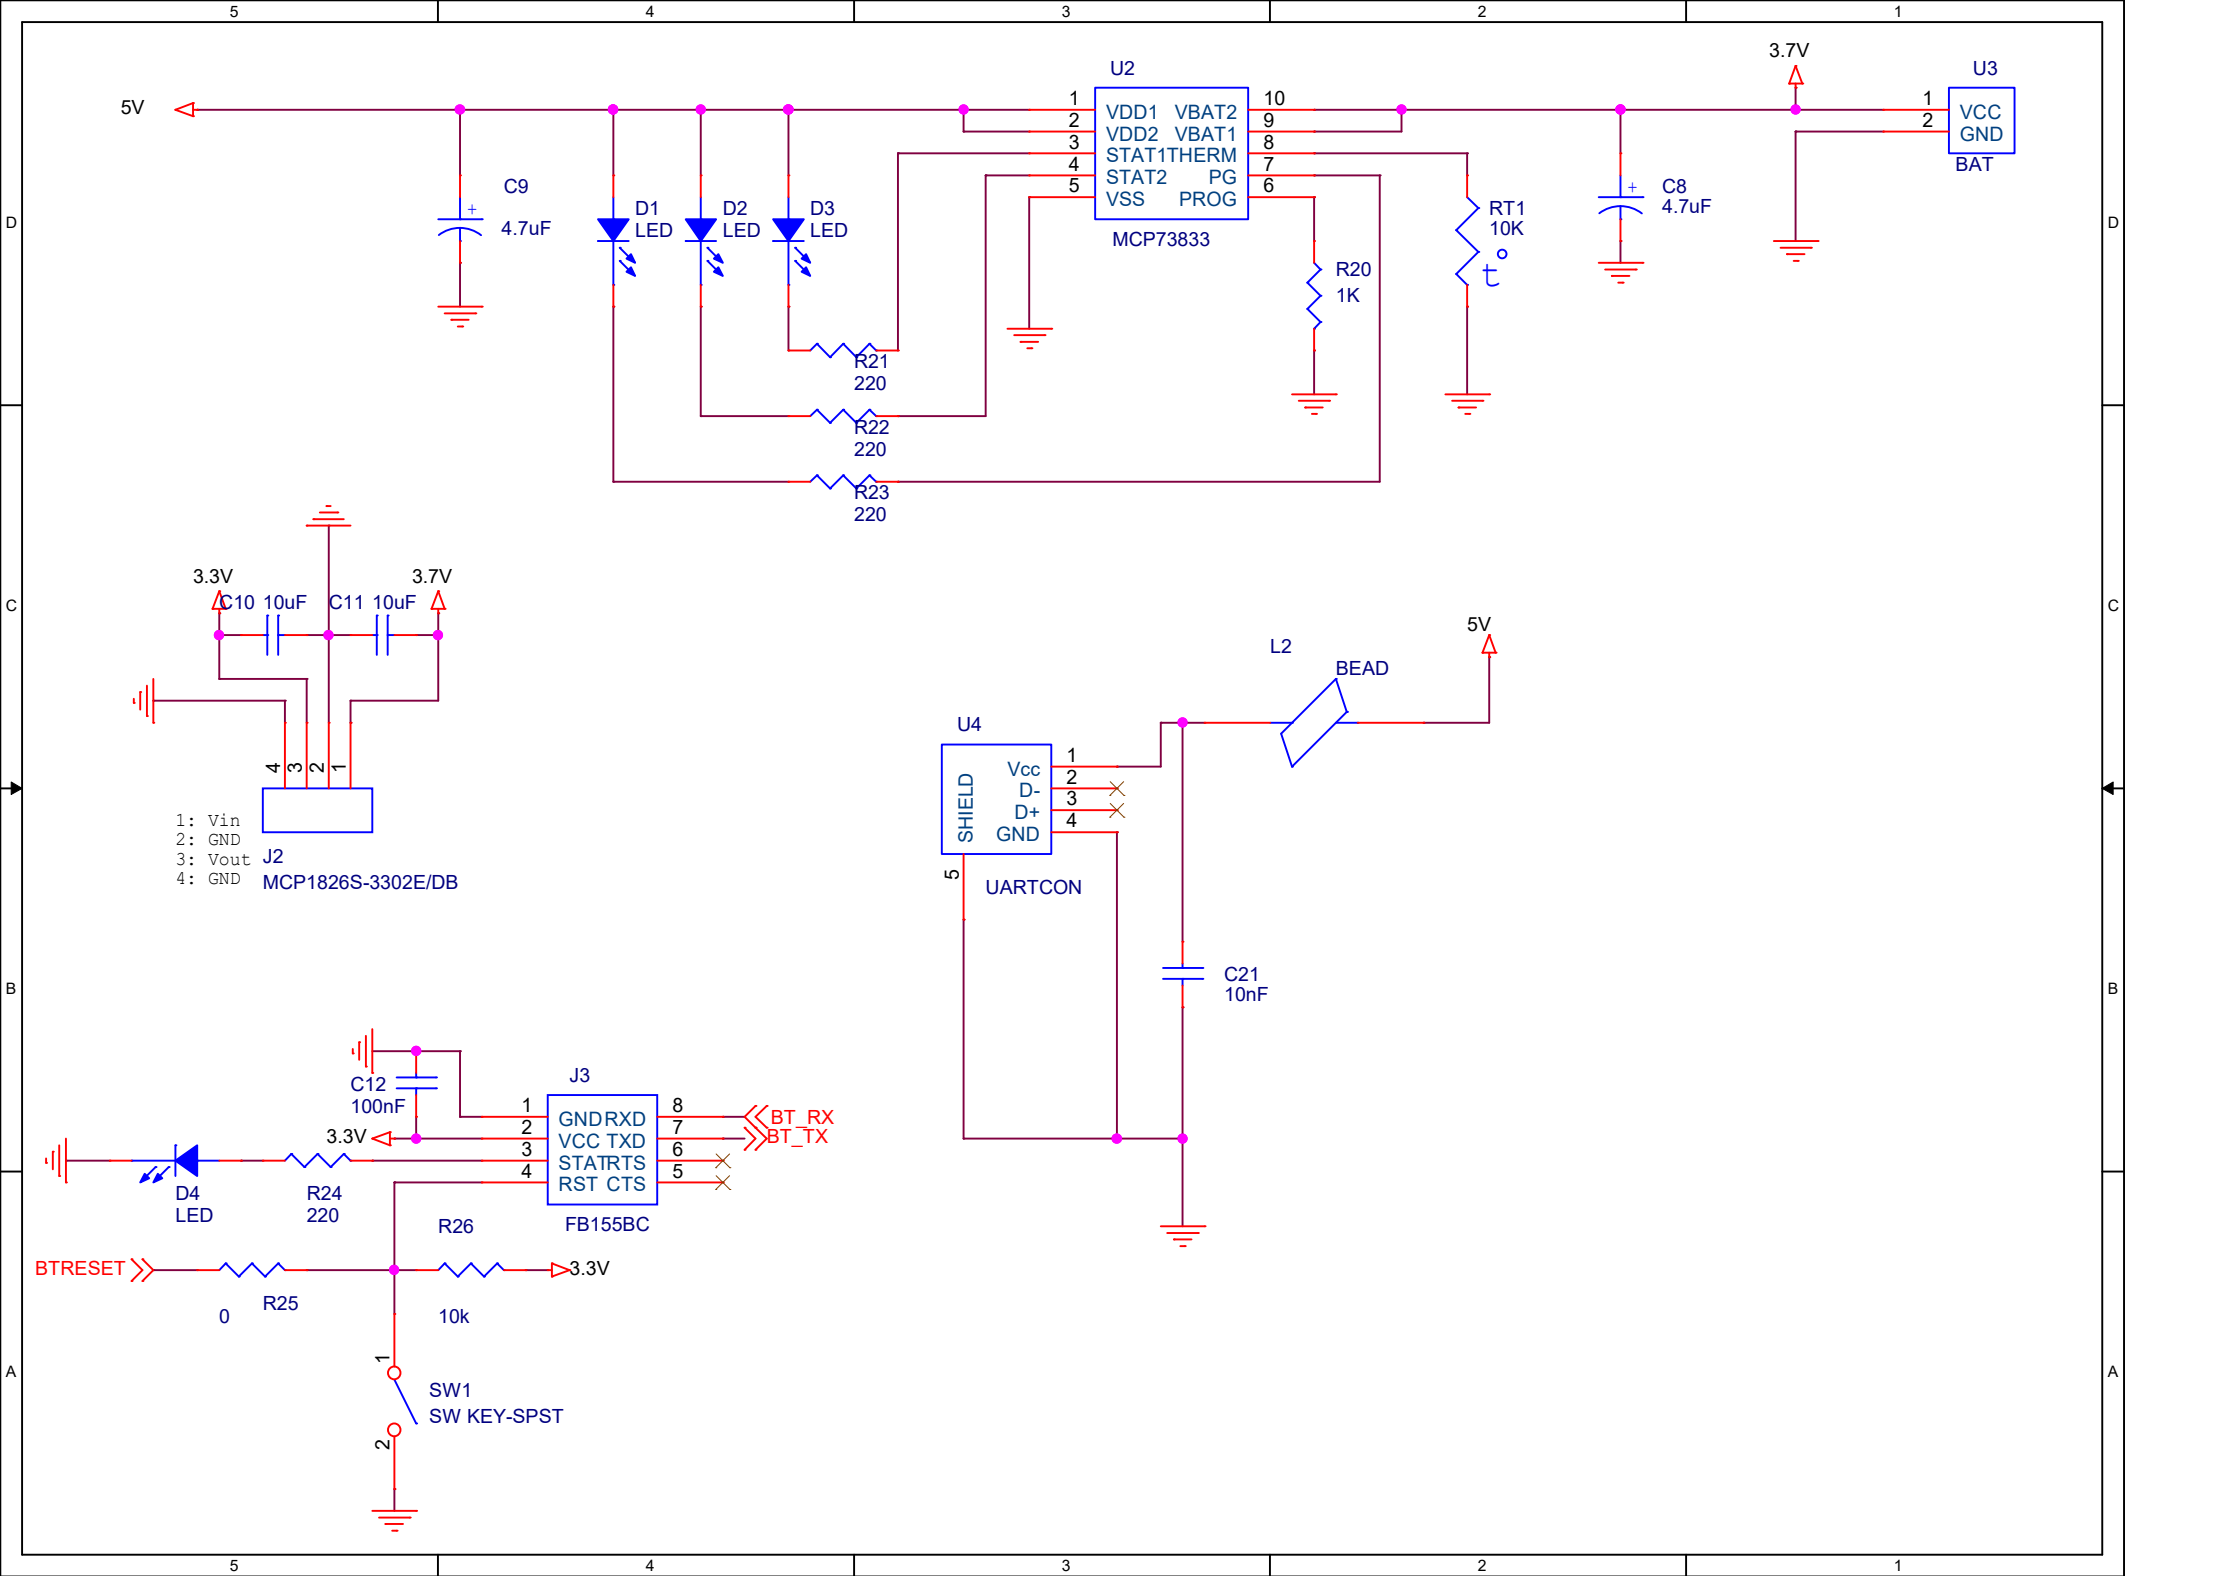 5 4 3 2 1
5V
C9
4.7uF
D1
LED
D2
LED
D3
LED
U2
1 VDD1 VBAT2 10
2 VDD2 VBAT1 9
3 STAT1 THERM 8
4 STAT2 PG 7
5 VSS PROG 6
MCP73833
3.7V
U3
1 VCC
2 GND
BAT
C8
4.7uF
RT1
10K
t°
R20
1K
R21
220
R22
220
R23
220
D D
3.3V 3.7V
C10 10uF C11 10uF
C C
4 3 2 1
1: Vin
2: GND
3: Vout
4: GND
J2
MCP1826S-3302E/DB
5V
L2
BEAD
U4
SHIELD
Vcc 1
D- 2
D+ 3
GND 4
5
UARTCON
C21
10nF
B B
C12
100nF
3.3V
J3
1 GND RXD 8
2 VCC TXD 7
3 STAT RTS 6
4 RST CTS 5
FB155BC
BT_RX
BT_TX
D4
LED
R24
220
R26
10k
3.3V
BTRESET
R25
0
1
SW1
SW KEY-SPST
2
A A
5 4 3 2 1